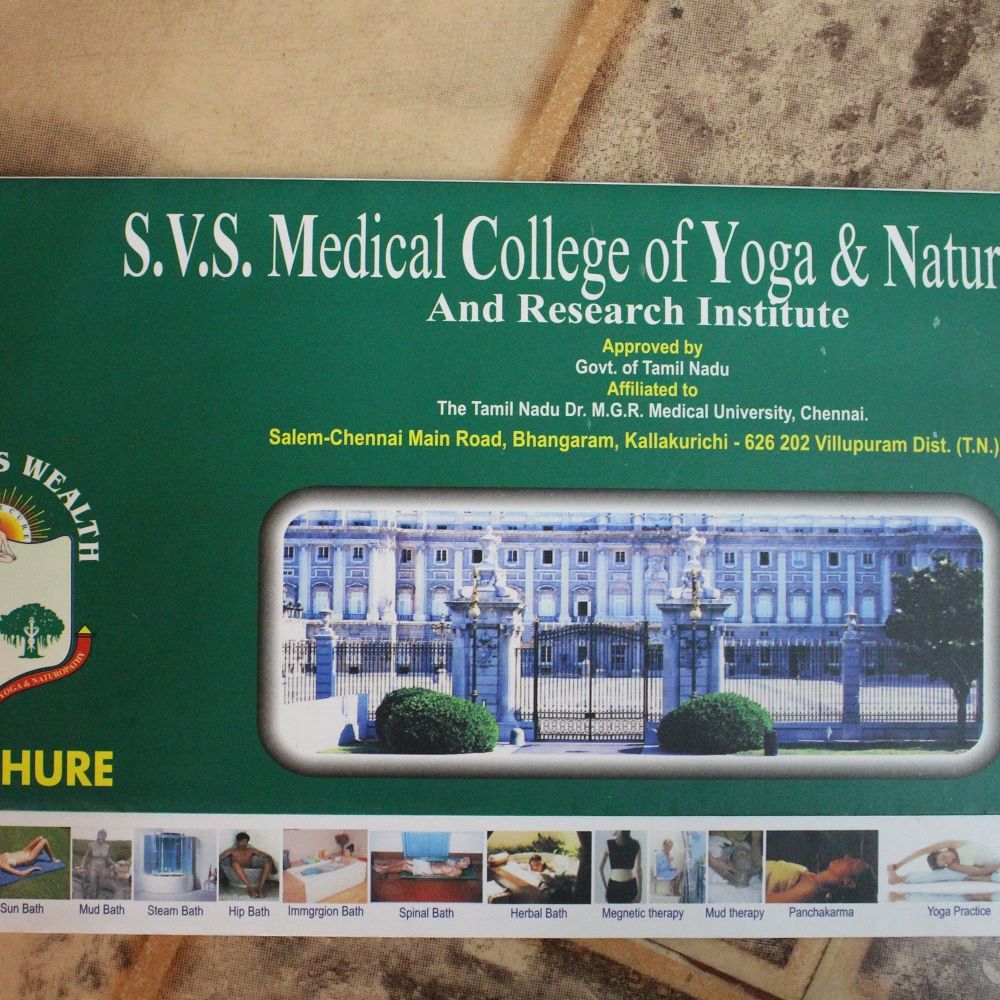 S.V.S. Medical College of Yoga & Natur
And Research Institute
Approved by
Govt. of Tamil Nadu
Affiliated to
The Tamil Nadu Dr. M.G.R. Medical University, Chennai.
Salem-Chennai Main Road, Bhangaram, Kallakurichi - 626 202 Villupuram Dist. (T.N.)
S WEALTH
YOGA & NATUROPATHY
HURE
Sun Bath
Mud Bath
Steam Bath
Hip Bath
Immgrgion Bath
Spinal Bath
Herbal Bath
Megnetic therapy
Mud therapy
Panchakarma
Yoga Practice